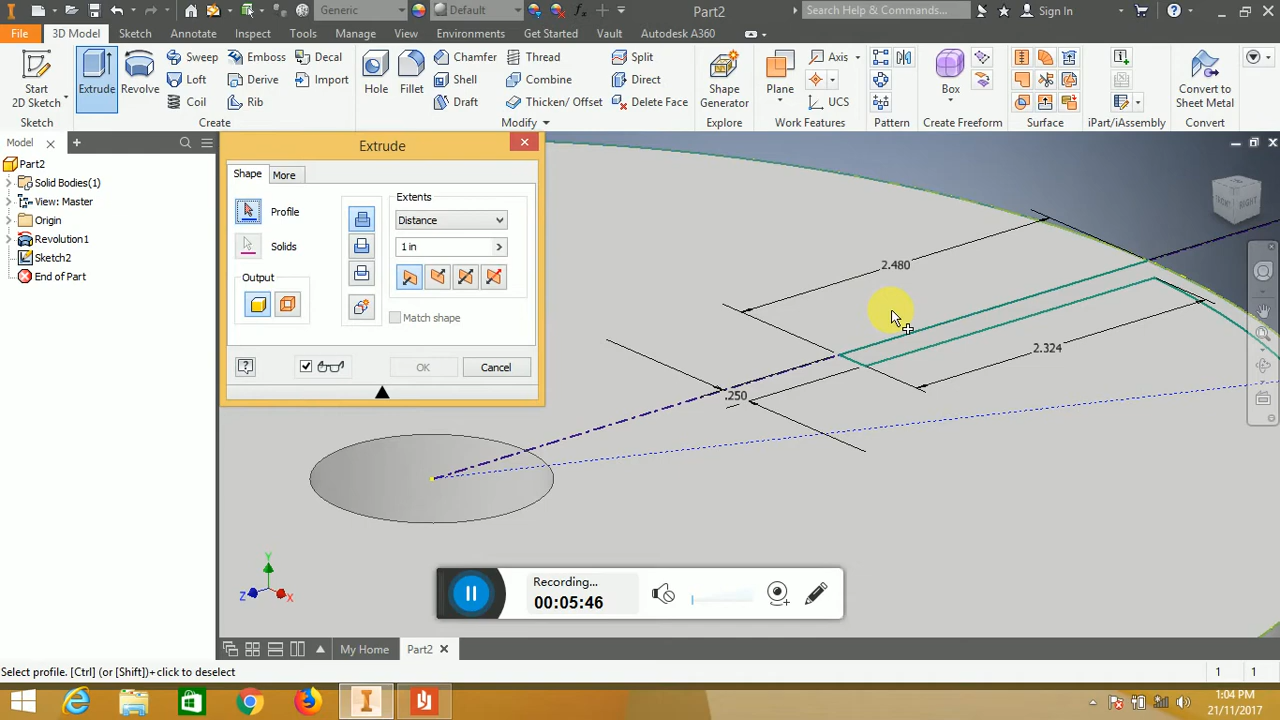 Generic
Default
Part2
Search Help & Commands...
Sign In
File
3D Model
Sketch
Annotate
Inspect
Tools
Manage
View
Environments
Get Started
Vault
Autodesk A360
Start
2D Sketch
Extrude
Revolve
Sweep
Loft
Coil
Emboss
Derive
Rib
Decal
Import
Hole
Fillet
Chamfer
Shell
Draft
Thread
Combine
Thicken/ Offset
Split
Direct
Delete Face
Shape
Generator
Plane
Axis
UCS
Box
Convert to
Sheet Metal
Sketch
Create
Modify
Explore
Work Features
Pattern
Create Freeform
Surface
iPart/iAssembly
Convert
Model
Part2
Solid Bodies(1)
View: Master
Origin
Revolution1
Sketch2
End of Part
Extrude
Shape
More
Profile
Solids
Output
Extents
Distance
1 in
Match shape
OK
Cancel
2.480
2.324
.250
FRONT
RIGHT
Y
Z
X
Recording...
00:05:46
My Home
Part2
Select profile. [Ctrl] (or [Shift])+ click to deselect
1
1
1:04 PM
21/11/2017